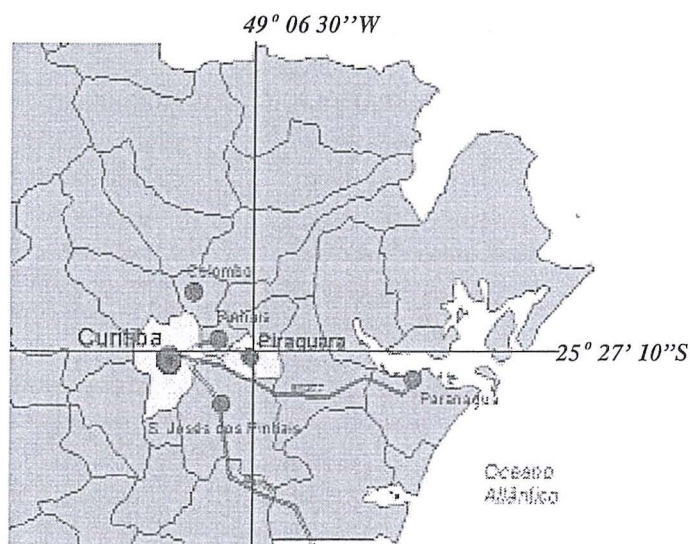 49° 06 30’’W
Colombo
Pinhais
Curitiba
Piraquara
25° 27’ 10’’S
Paranaguá
S. José dos Pinhais
Oceano
Atlântico